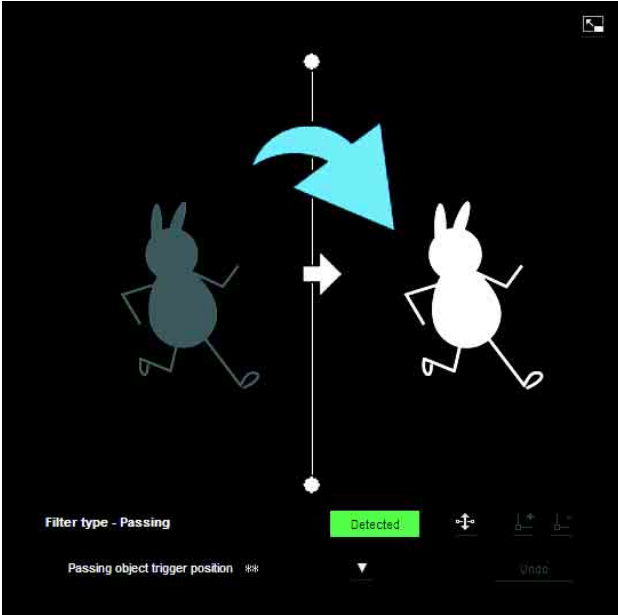 Filter type - Passing
Detected
Passing object trigger position **
Undo